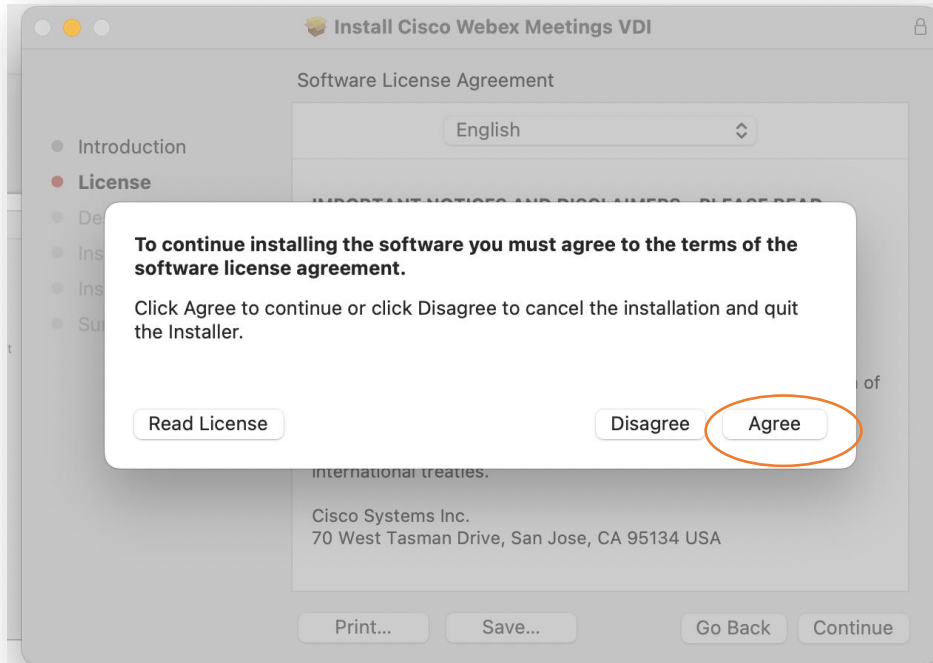 Install Cisco Webex Meetings VDI
Software License Agreement
English
Introduction
License
To continue installing the software you must agree to the terms of the
software license agreement.
Click Agree to continue or click Disagree to cancel the installation and quit
the Installer.
of
Read License
Disagree
Agree
international treaties.
Cisco Systems Inc.
70 West Tasman Drive, San Jose, CA 95134 USA
Print...
Save...
Go Back
Continue